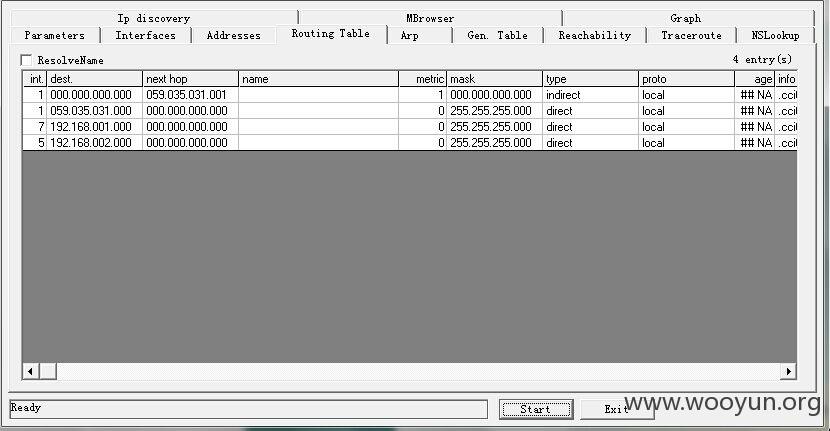 Ip discovery MBrowser Graph
Parameters Interfaces Addresses Routing Table Arp Gen. Table Reachability Traceroute NSLookup
ResolveName 4 entry(s)
int. dest. next hop name metric mask type proto age info
1 000.000.000.000 059.035.031.001 1 000.000.000.000 indirect local ## NA .cci
1 059.035.031.000 000.000.000.000 0 255.255.255.000 direct local ## NA .cci
7 192.168.001.000 000.000.000.000 0 255.255.255.000 direct local ## NA .cci
5 192.168.002.000 000.000.000.000 0 255.255.255.000 direct local ## NA .cci
Ready Start Exit
www.wooyun.org